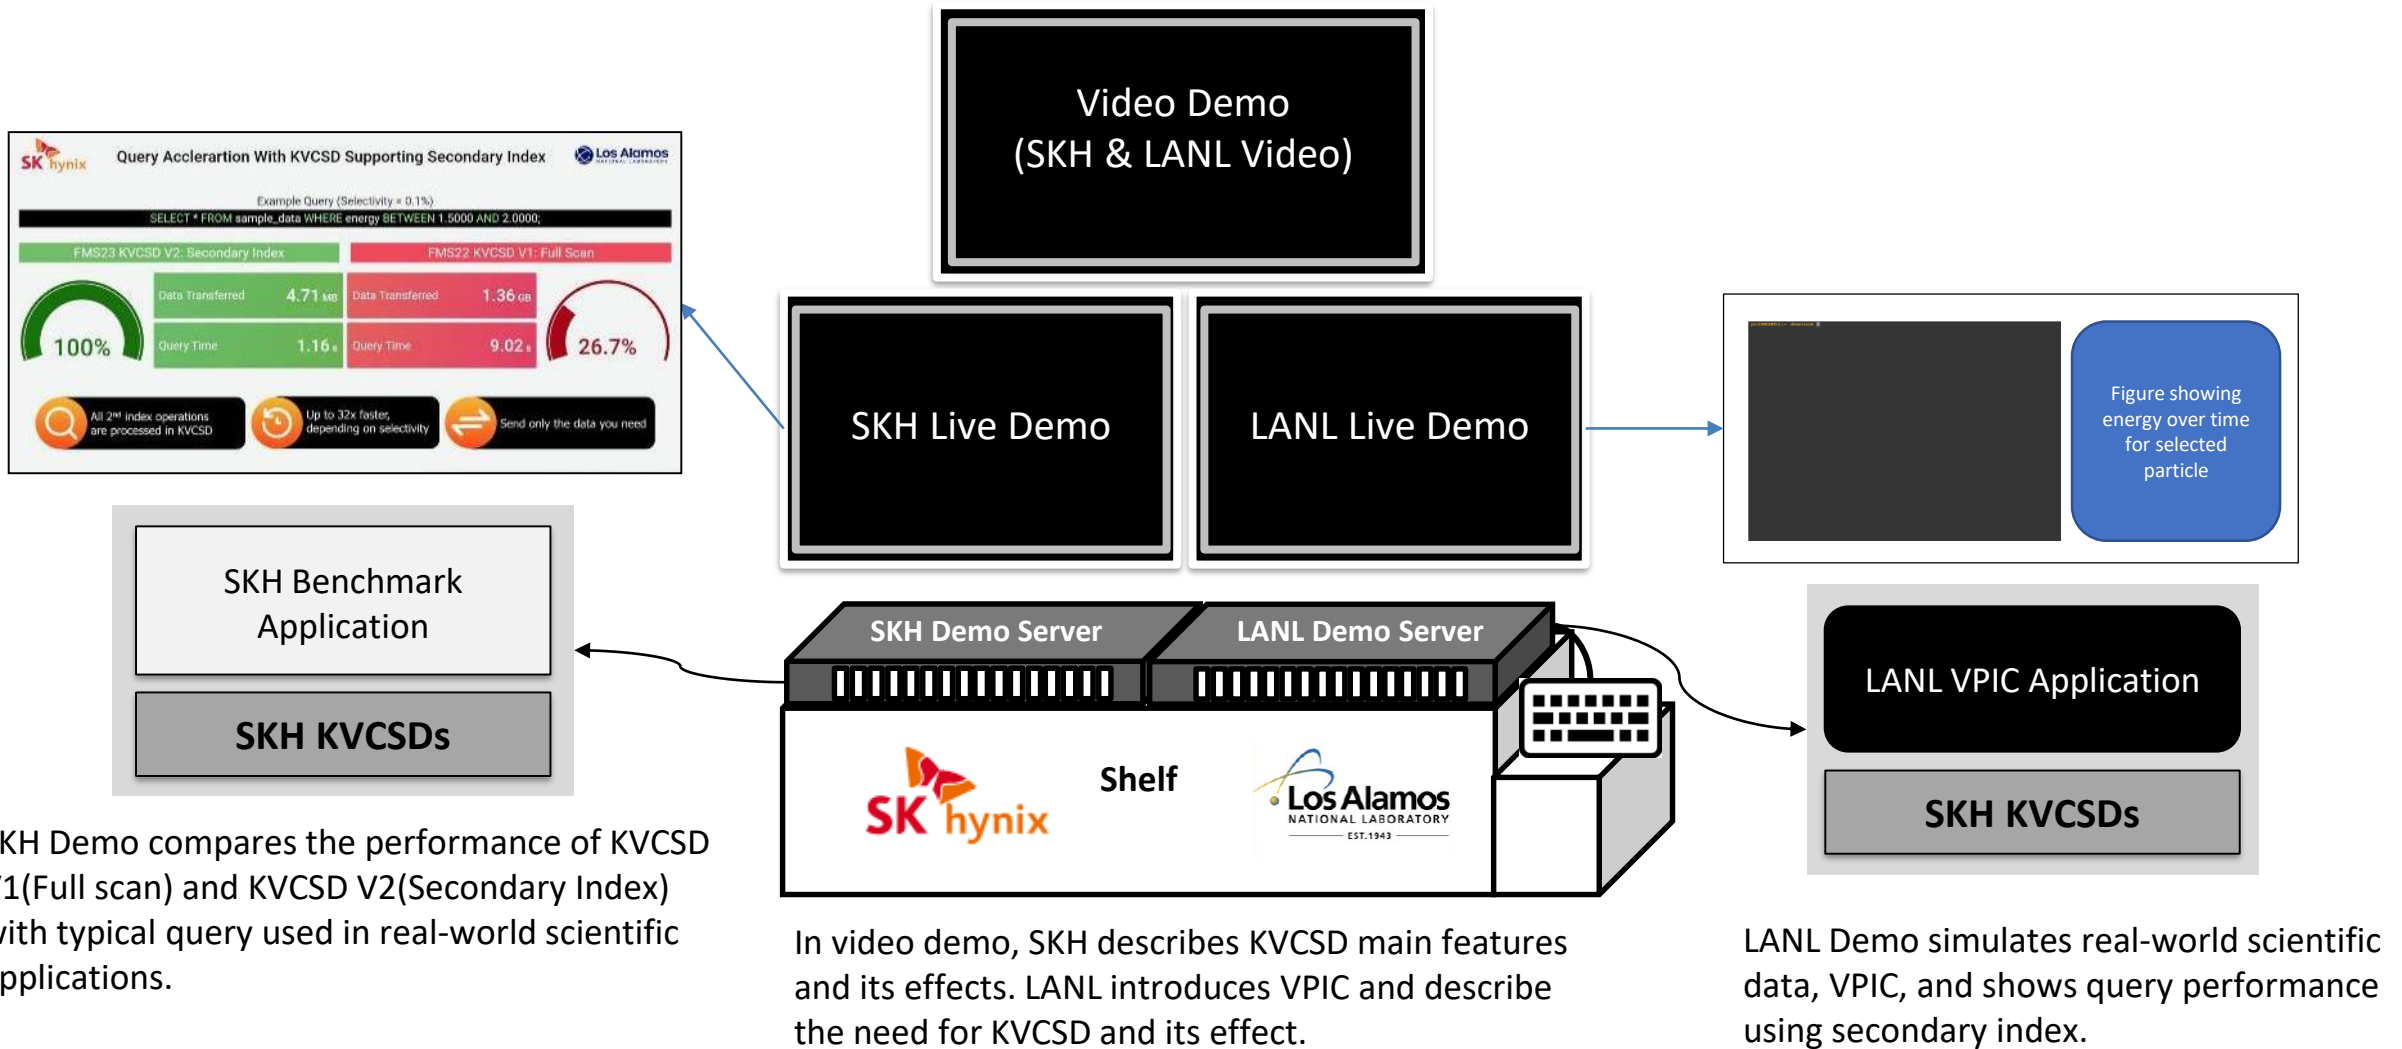 Video Demo
(SKH & LANL Video)
SK hynix
Query Acclerartion With KVCSD Supporting Secondary Index
Los Alamos
NATIONAL LABORATORY
Example Query (Selectivity = 0.1%)
SELECT * FROM sample_data WHERE energy BETWEEN 1.5000 AND 2.0000;
FMS23 KVCSD V2: Secondary Index
FMS22 KVCSD V1: Full Scan
100%
Data Transferred 4.71 MB
Data Transferred 1.36 GB
Query Time 1.16 s
Query Time 9.02 s
26.7%
All 2nd index operations
are processed in KVCSD
Up to 32x faster,
depending on selectivity
Send only the data you need
SKH Live Demo
LANL Live Demo
Figure showing
energy over time
for selected
particle
SKH Benchmark
Application
SKH KVCSDs
SKH Demo Server
LANL Demo Server
Shelf
SK hynix
Los Alamos
NATIONAL LABORATORY
EST.1943
LANL VPIC Application
SKH KVCSDs
KH Demo compares the performance of KVCSD
1(Full scan) and KVCSD V2(Secondary Index)
with typical query used in real-world scientific
pplications.
In video demo, SKH describes KVCSD main features
and its effects. LANL introduces VPIC and describe
the need for KVCSD and its effect.
LANL Demo simulates real-world scientific
data, VPIC, and shows query performance
using secondary index.